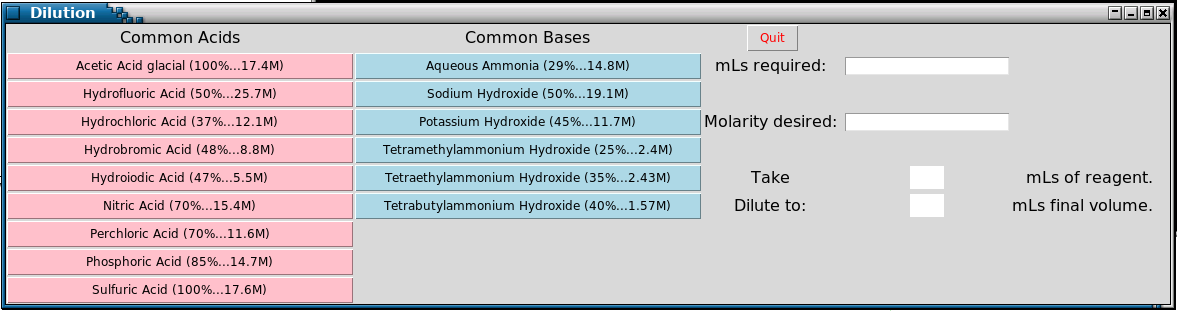 Dilution
Common Acids
Common Bases
Quit
Acetic Acid glacial (100%...17.4M)
Aqueous Ammonia (29%...14.8M)
mLs required:
Hydrofluoric Acid (50%...25.7M)
Sodium Hydroxide (50%...19.1M)
Hydrochloric Acid (37%...12.1M)
Potassium Hydroxide (45%...11.7M)
Molarity desired:
Hydrobromic Acid (48%...8.8M)
Tetramethylammonium Hydroxide (25%...2.4M)
Hydroiodic Acid (47%...5.5M)
Tetraethylammonium Hydroxide (35%...2.43M)
Take
mLs of reagent.
Nitric Acid (70%...15.4M)
Tetrabutylammonium Hydroxide (40%...1.57M)
Dilute to:
mLs final volume.
Perchloric Acid (70%...11.6M)
Phosphoric Acid (85%...14.7M)
Sulfuric Acid (100%...17.6M)